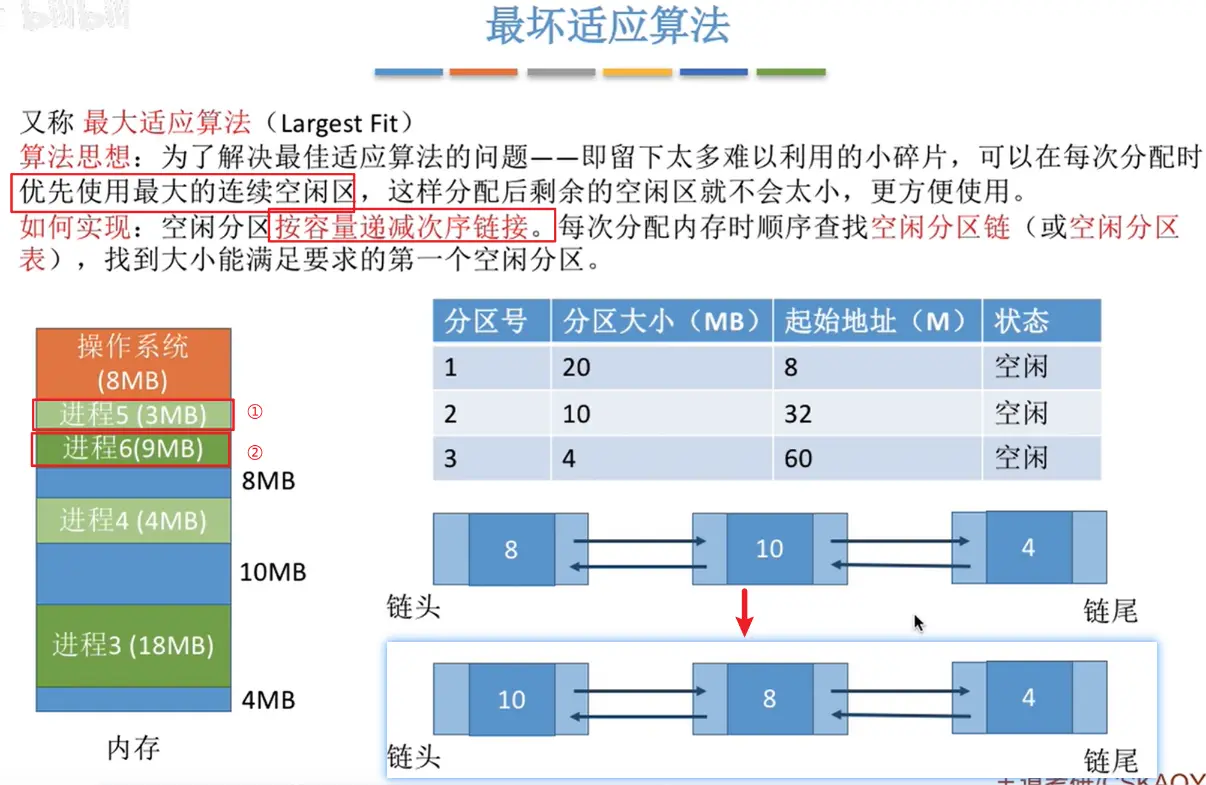 bilibili
最坏适应算法
又称 最大适应算法（Largest Fit）
算法思想：为了解决最佳适应算法的问题——即留下太多难以利用的小碎片，可以在每次分配时
优先使用最大的连续空闲区，这样分配后剩余的空闲区就不会太小，更方便使用。
如何实现：空闲分区按容量递减次序链接。每次分配内存时顺序查找空闲分区链（或空闲分区
表），找到大小能满足要求的第一个空闲分区。
操作系统
(8MB)
进程5 (3MB) ①
进程6(9MB) ②
8MB
进程4 (4MB)
10MB
进程3 (18MB)
4MB
内存
分区号 分区大小（MB） 起始地址（M） 状态
1 20 8 空闲
2 10 32 空闲
3 4 60 空闲
8 10 4
链头 链尾
10 8 4
链头 链尾